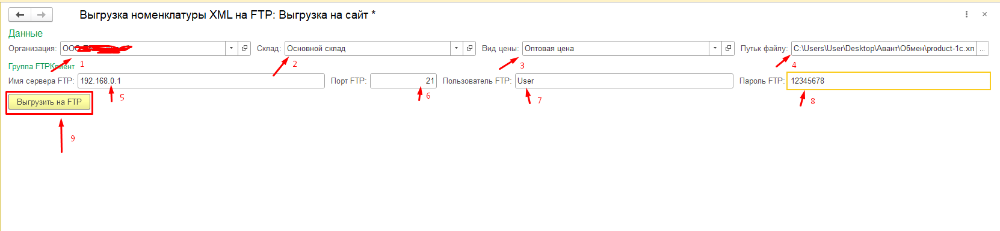 Выгрузка номенклатуры XML на FTP: Выгрузка на сайт *
Данные
Организация: ООО Склад: Основной склад Вид цены: Оптовая цена Путьк файлу: C:\Users\User\Desktop\Авант\Обмен\product-1c.xm ...
1 2 3 4
Группа FTPКлиент
Имя сервера FTP: 192.168.0.1 Порт FTP: 21 Пользователь FTP: User Пароль FTP: 12345678
5 6 7 8
Выгрузить на FTP
9